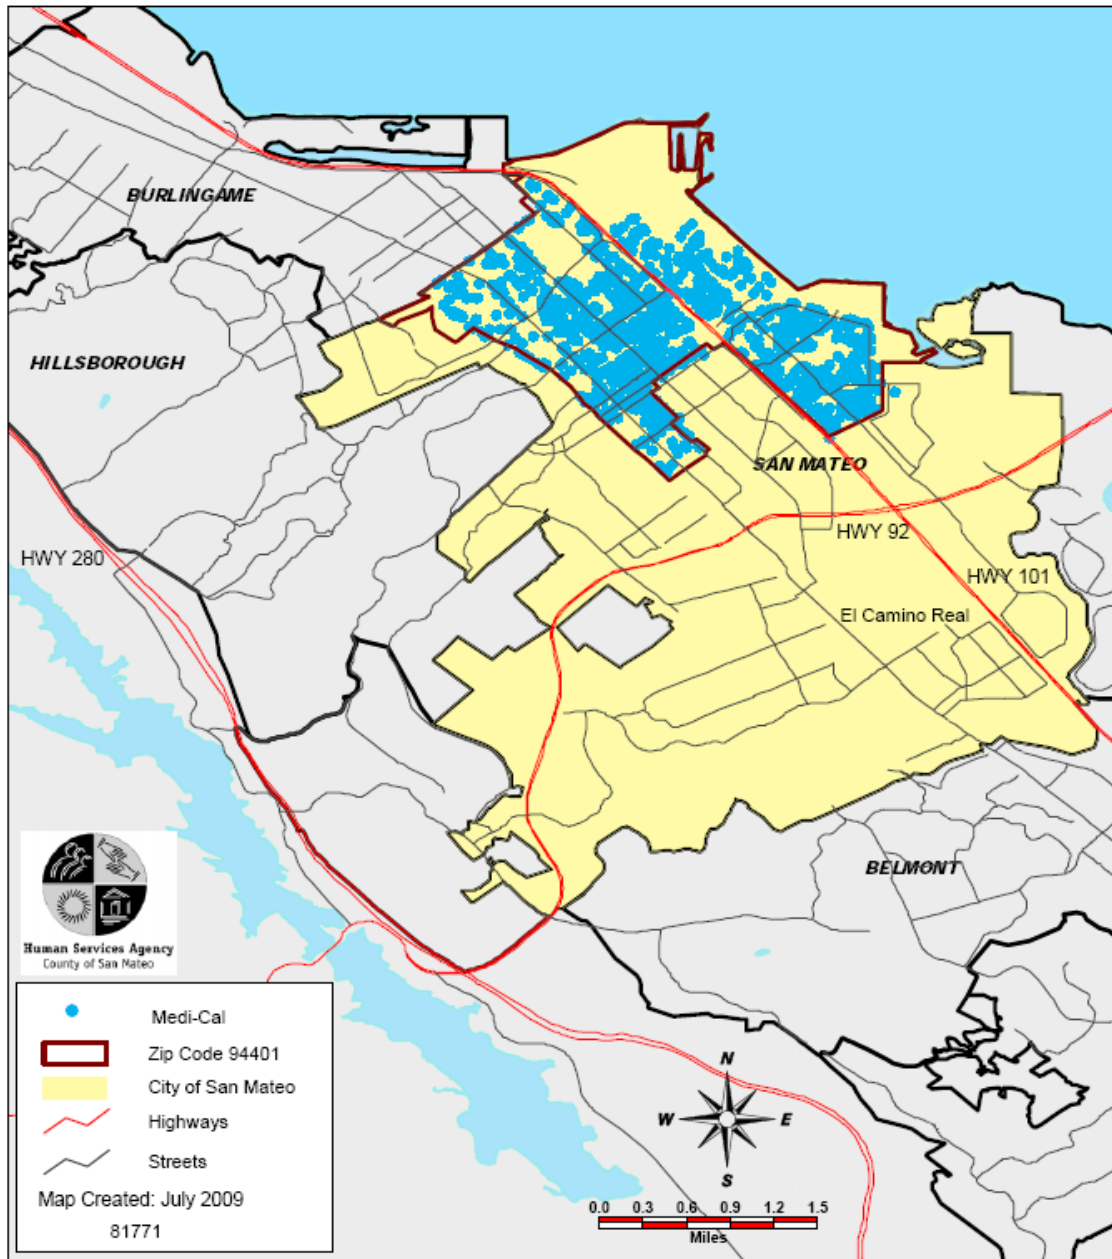 BURLINGAME
HILLSBOROUGH
SAN MATEO
HWY 92
HWY 280
HWY 101
El Camino Real
BELMONT
Human Services Agency
County of San Mateo
Medi-Cal
Zip Code 94401
City of San Mateo
Highways
Streets
Map Created: July 2009
81771
N
W E
S
0.0 0.3 0.6 0.9 1.2 1.5
Miles